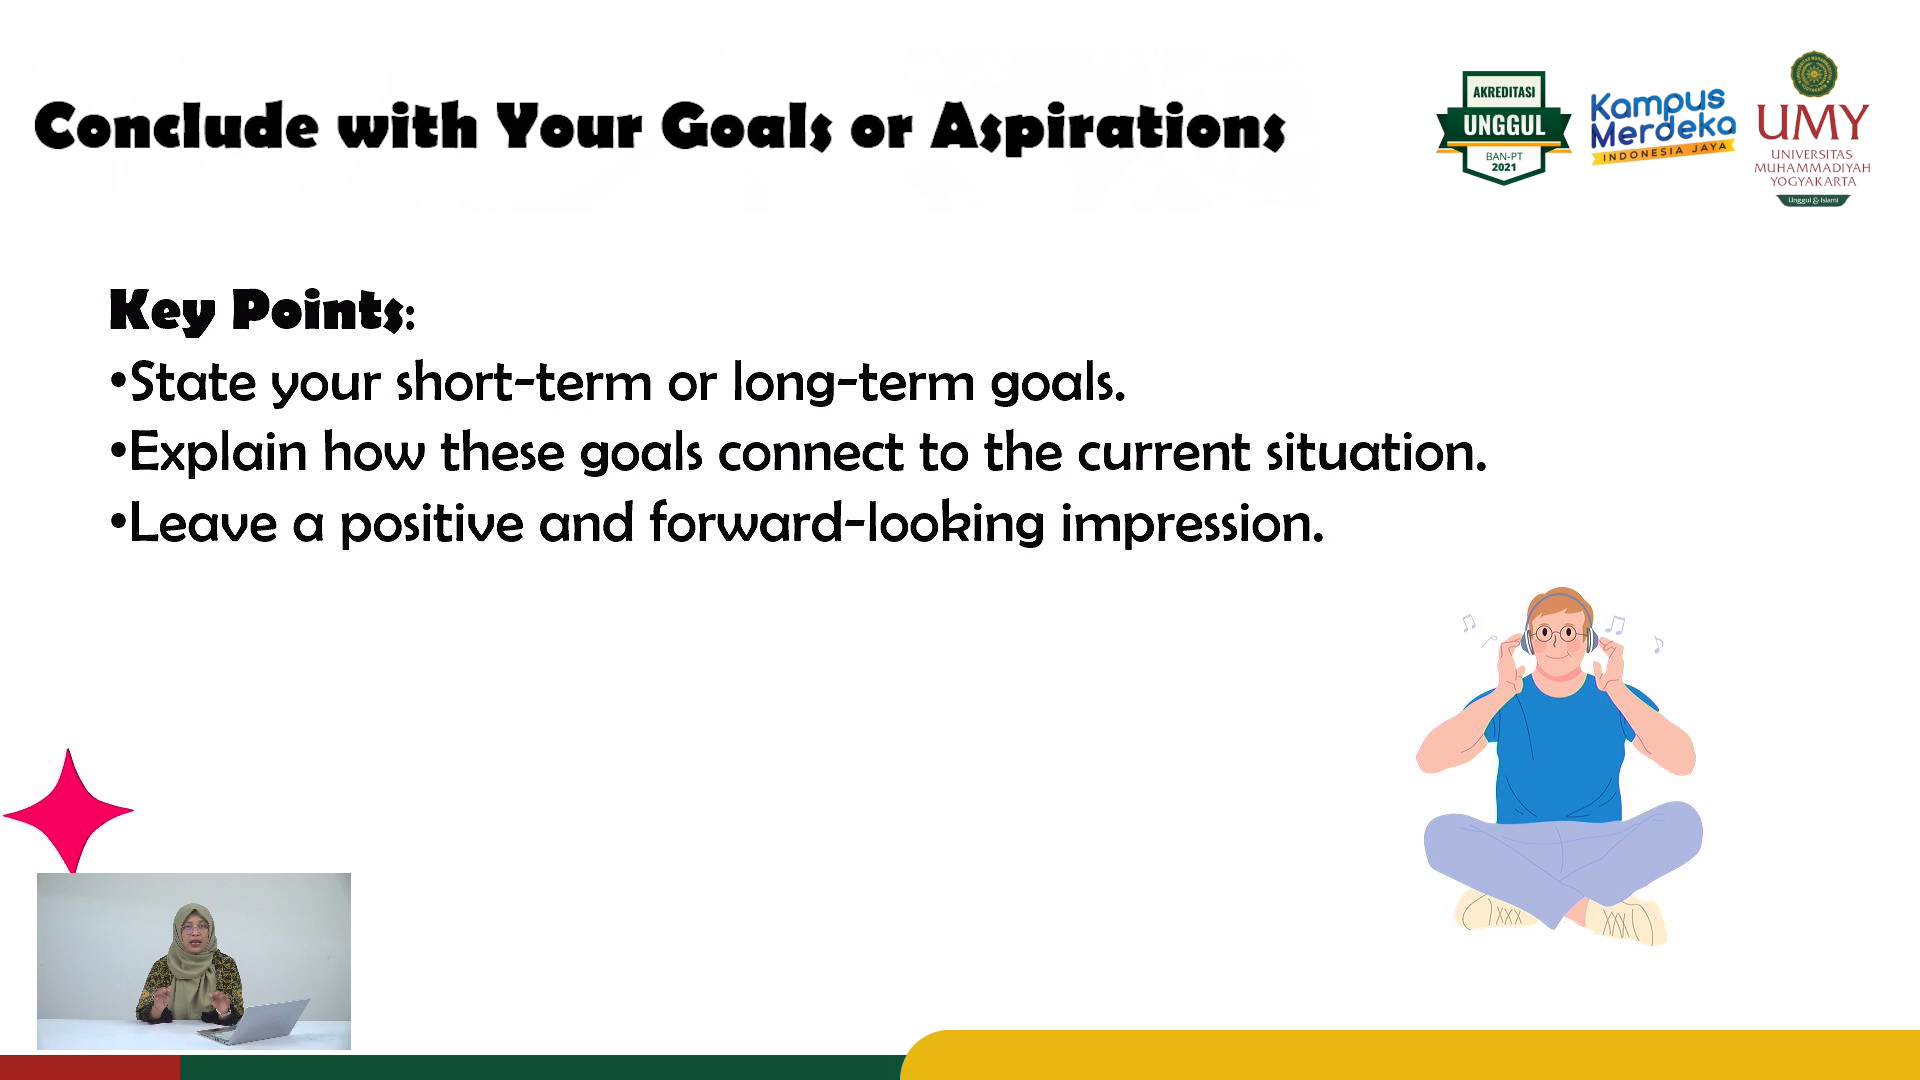 Conclude with Your Goals or Aspirations
AKREDITASI
UNGGUL
BAN-PT
2021
Kampus
Merdeka
INDONESIA JAYA
UMY
UNIVERSITAS
MUHAMMADIYAH
YOGYAKARTA
Unggul & Islami
Key Points:
•State your short-term or long-term goals.
•Explain how these goals connect to the current situation.
•Leave a positive and forward-looking impression.